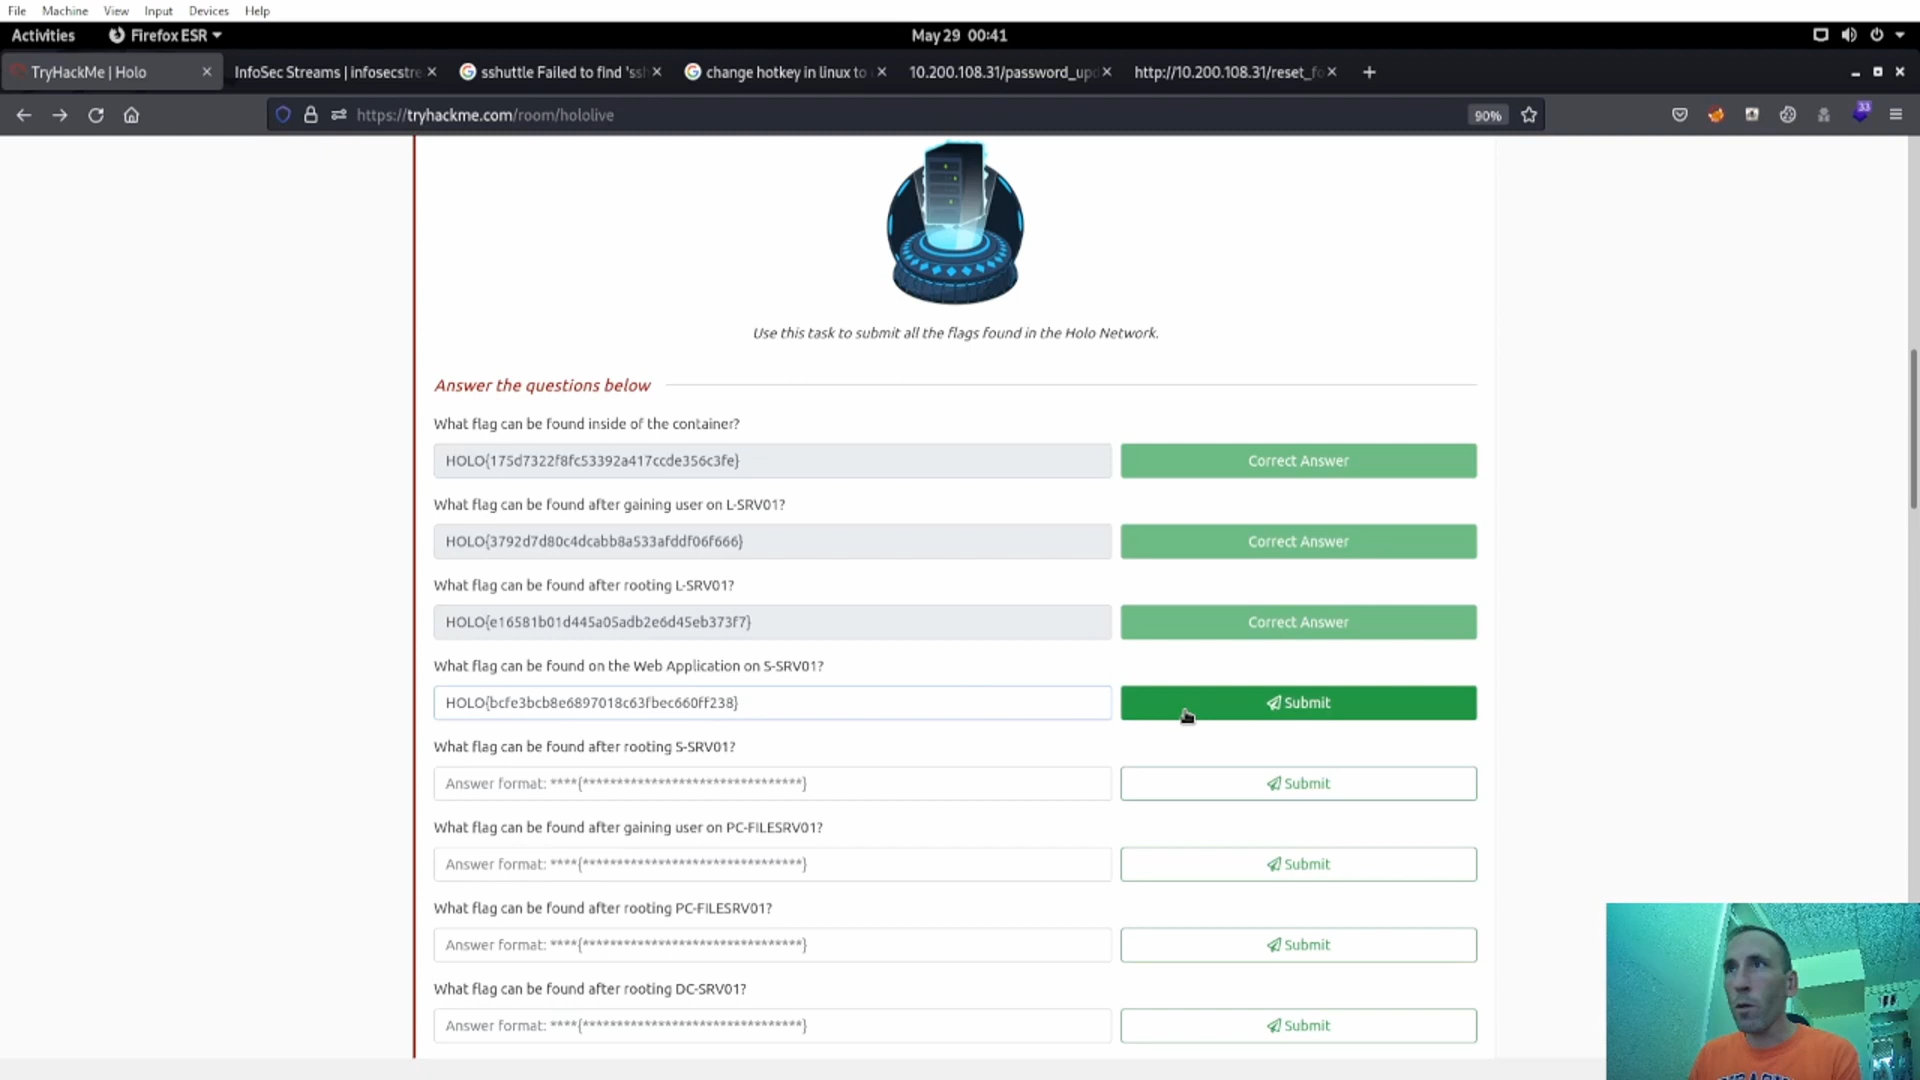 File Machine View Input Devices Help
Activities Firefox ESR May 29 00:41
TryHackMe | Holo InfoSec Streams | infosecstre sshuttle Failed to find 'ssh change hotkey in linux to 10.200.108.31/password_upd http://10.200.108.31/reset_fo
https://tryhackme.com/room/hololive 90% 33
Use this task to submit all the flags found in the Holo Network.
Answer the questions below
What flag can be found inside of the container?
HOLO{175d7322f8fc53392a417ccde356c3fe} Correct Answer
What flag can be found after gaining user on L-SRV01?
HOLO{3792d7d80c4dcabb8a533afddf06f666} Correct Answer
What flag can be found after rooting L-SRV01?
HOLO{e16581b01d445a05adb2e6d45eb373f7} Correct Answer
What flag can be found on the Web Application on S-SRV01?
HOLO{bcfe3bcb8e6897018c63fbec660ff238} Submit
What flag can be found after rooting S-SRV01?
Answer format: ****{********************************} Submit
What flag can be found after gaining user on PC-FILESRV01?
Answer format: ****{********************************} Submit
What flag can be found after rooting PC-FILESRV01?
Answer format: ****{********************************} Submit
What flag can be found after rooting DC-SRV01?
Answer format: ****{********************************} Submit